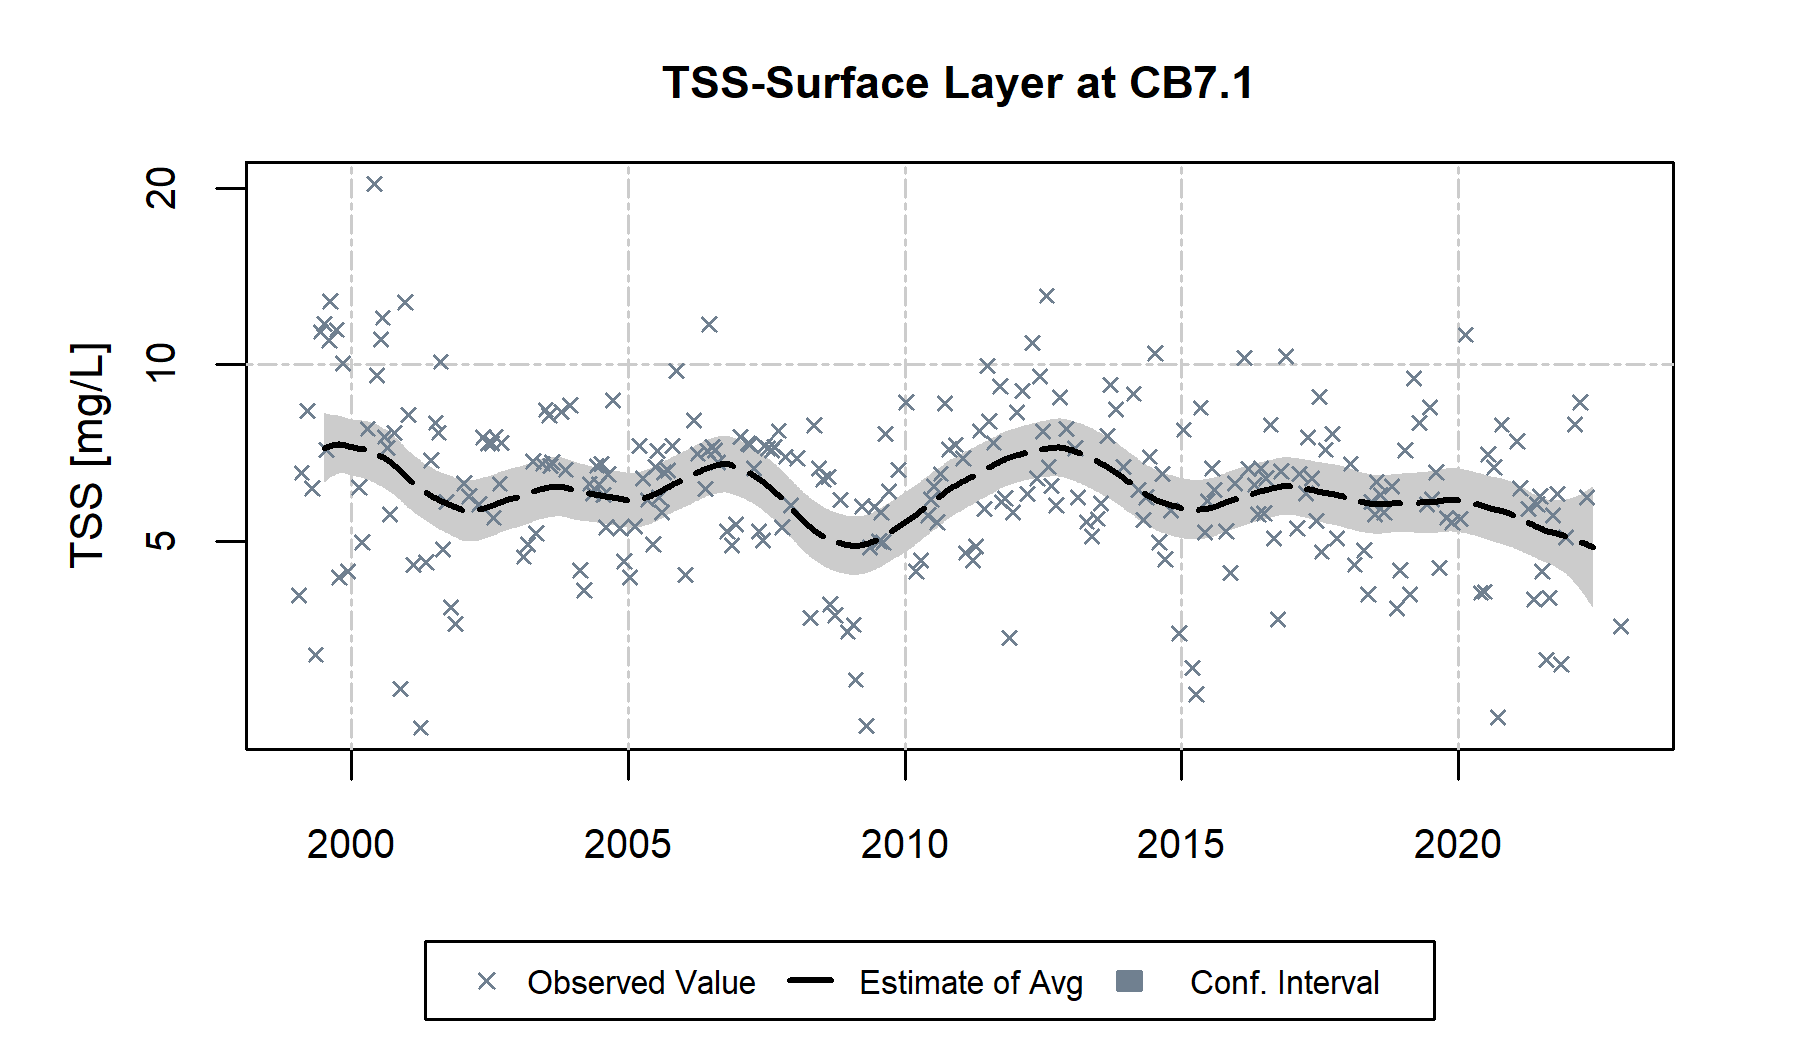 TSS-Surface Layer at CB7.1
TSS [mg/L]
20
10
5
2000 2005 2010 2015 2020
Observed Value Estimate of Avg Conf. Interval